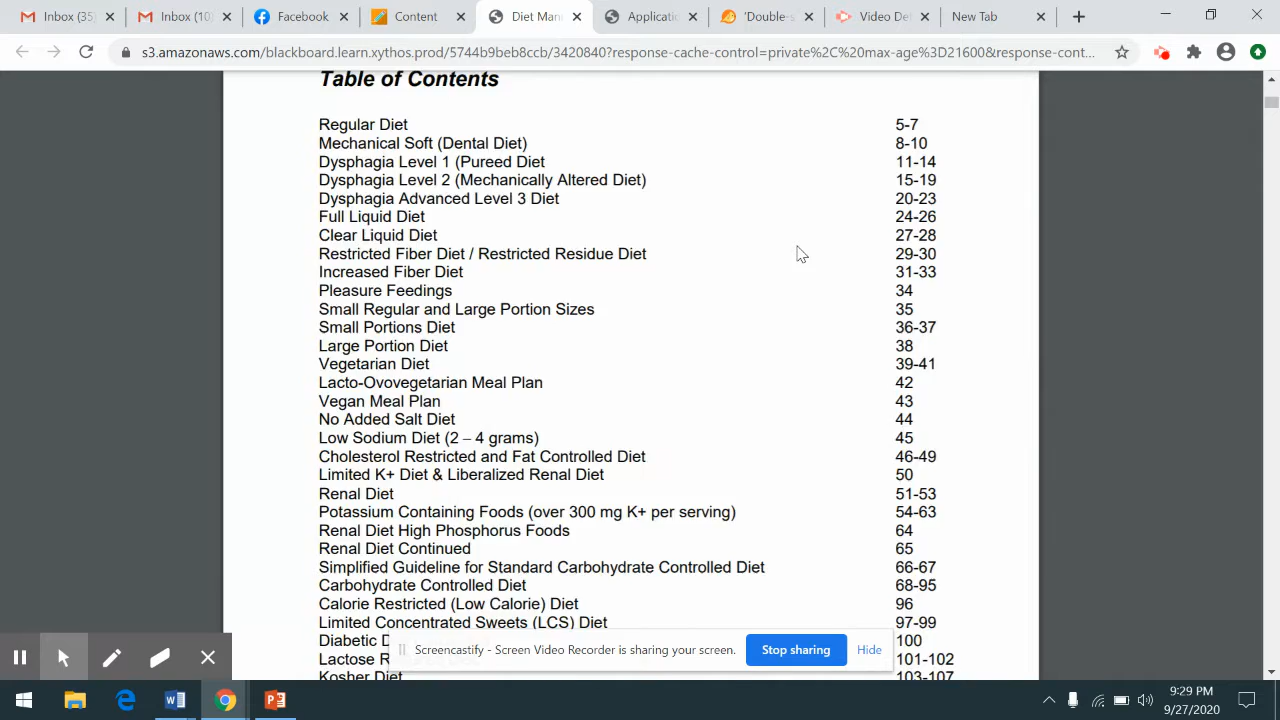 Inbox (35)
Inbox (10)
Facebook
Content
Diet Man
Applicatio
'Double-s
Video De
New Tab
s3.amazonaws.com/blackboard.learn.xythos.prod/5744b9beb8ccb/3420840?response-cache-control=private%2C%20max-age%3D21600&response-cont...
Table of Contents
Regular Diet 5-7
Mechanical Soft (Dental Diet) 8-10
Dysphagia Level 1 (Pureed Diet 11-14
Dysphagia Level 2 (Mechanically Altered Diet) 15-19
Dysphagia Advanced Level 3 Diet 20-23
Full Liquid Diet 24-26
Clear Liquid Diet 27-28
Restricted Fiber Diet / Restricted Residue Diet 29-30
Increased Fiber Diet 31-33
Pleasure Feedings 34
Small Regular and Large Portion Sizes 35
Small Portions Diet 36-37
Large Portion Diet 38
Vegetarian Diet 39-41
Lacto-Ovovegetarian Meal Plan 42
Vegan Meal Plan 43
No Added Salt Diet 44
Low Sodium Diet (2 – 4 grams) 45
Cholesterol Restricted and Fat Controlled Diet 46-49
Limited K+ Diet & Liberalized Renal Diet 50
Renal Diet 51-53
Potassium Containing Foods (over 300 mg K+ per serving) 54-63
Renal Diet High Phosphorus Foods 64
Renal Diet Continued 65
Simplified Guideline for Standard Carbohydrate Controlled Diet 66-67
Carbohydrate Controlled Diet 68-95
Calorie Restricted (Low Calorie) Diet 96
Limited Concentrated Sweets (LCS) Diet 97-99
Diabetic D 100
Lactose R 101-102
Kosher Diet 103-107
Screencastify - Screen Video Recorder is sharing your screen.
Stop sharing
Hide
9:29 PM
9/27/2020